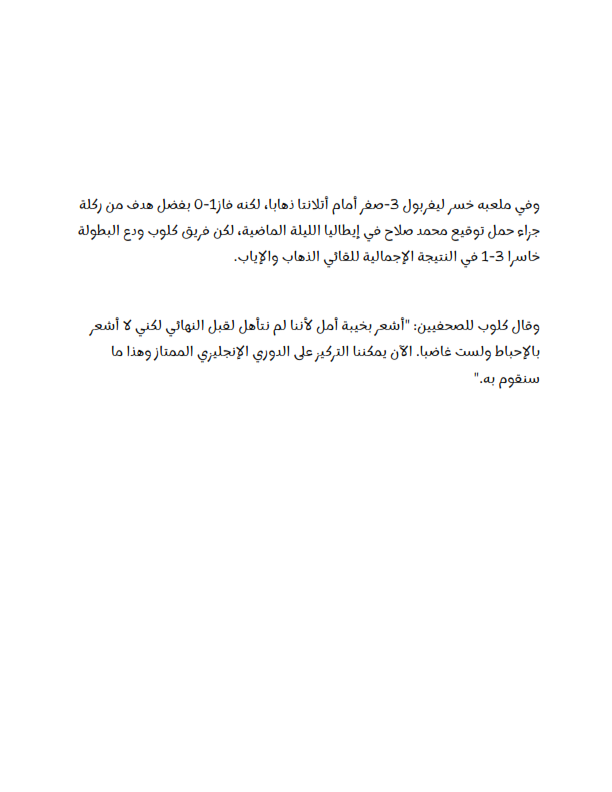 وفي ملعبه خسر ليفربول 3-صفر أمام أتلانتا ذهابا، لكنه فاز1-0 بفضل هدف من ركلة
جزاء حمل توقيع محمد صلاح في إيطاليا الليلة الماضية، لكن فريق كلوب ودع البطولة
خاسرا 3-1 في النتيجة الإجمالية للقائي الذهاب والإياب.
وقال كلوب للصحفيين: "أشعر بخيبة أمل لأننا لم نتأهل لقبل النهائي لكني لا أشعر
بالإحباط ولست غاضبا. الآن يمكننا التركيز على الدوري الإنجليزي الممتاز وهذا ما
سنقوم به."